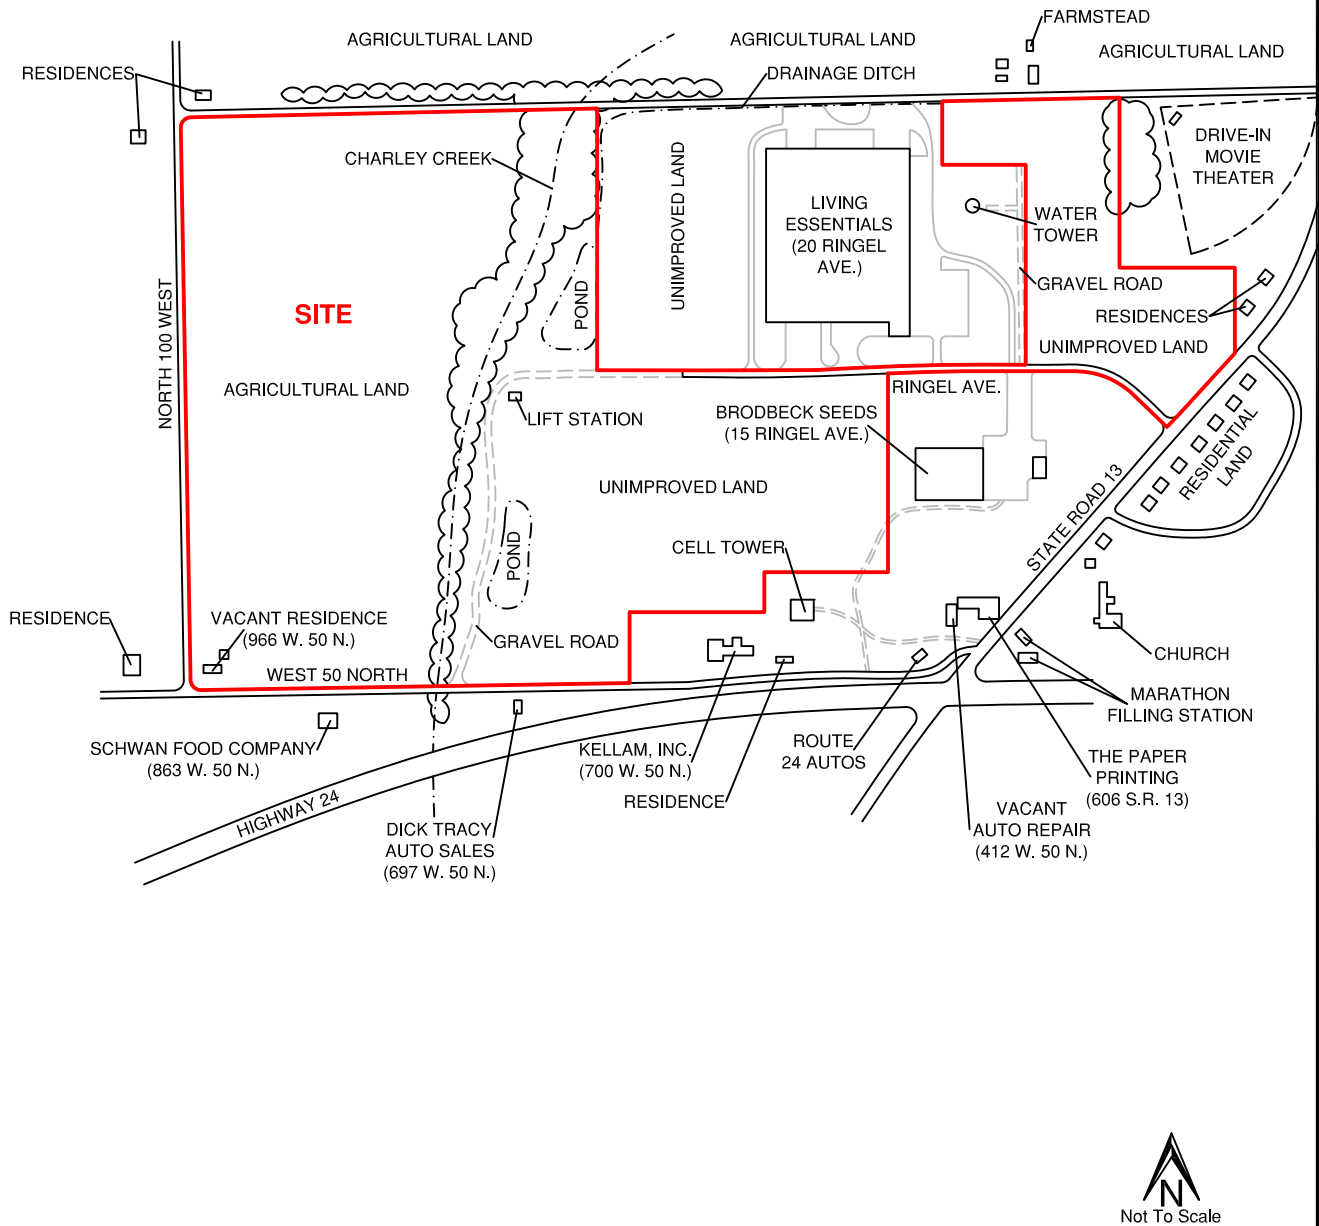 FARMSTEAD
AGRICULTURAL LAND
AGRICULTURAL LAND
AGRICULTURAL LAND
RESIDENCES
DRAINAGE DITCH
DRIVE-IN
MOVIE
THEATER
CHARLEY CREEK
UNIMPROVED LAND
LIVING
ESSENTIALS
(20 RINGEL
AVE.)
WATER
TOWER
GRAVEL ROAD
POND
SITE
RESIDENCES
NORTH 100 WEST
UNIMPROVED LAND
AGRICULTURAL LAND
RINGEL AVE.
LIFT STATION
BRODBECK SEEDS
(15 RINGEL AVE.)
RESIDENTIAL
LAND
UNIMPROVED LAND
STATE ROAD 13
POND
CELL TOWER
RESIDENCE
VACANT RESIDENCE
(966 W. 50 N.)
GRAVEL ROAD
CHURCH
WEST 50 NORTH
MARATHON
FILLING STATION
SCHWAN FOOD COMPANY
(863 W. 50 N.)
KELLAM, INC.
(700 W. 50 N.)
ROUTE
24 AUTOS
THE PAPER
PRINTING
(606 S.R. 13)
RESIDENCE
HIGHWAY 24
VACANT
AUTO REPAIR
(412 W. 50 N.)
DICK TRACY
AUTO SALES
(697 W. 50 N.)
N
Not To Scale